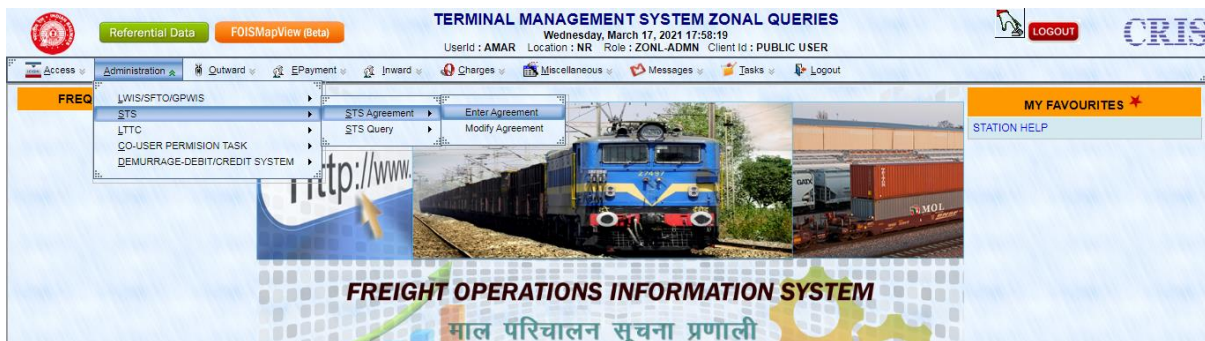 TERMINAL MANAGEMENT SYSTEM ZONAL QUERIES
Referential Data
FOISMapView (Beta)
Wednesday, March 17, 2021 17:58:19
UserId : AMAR Location : NR Role : ZONL-ADMN Client Id : PUBLIC USER
LOGOUT
CRIS
Access
Administration
Outward
EPayment
Inward
Charges
Miscellaneous
Messages
Tasks
Logout
FREQ
LWIS/SFTO/GPWIS
STS
LTTC
CO-USER PERMISION TASK
DEMURRAGE-DEBIT/CREDIT SYSTEM
STS Agreement
STS Query
Enter Agreement
Modify Agreement
MY FAVOURITES
STATION HELP
http://www.
GATX
MOL
FREIGHT OPERATIONS INFORMATION SYSTEM
माल परिचालन सूचना प्रणाली